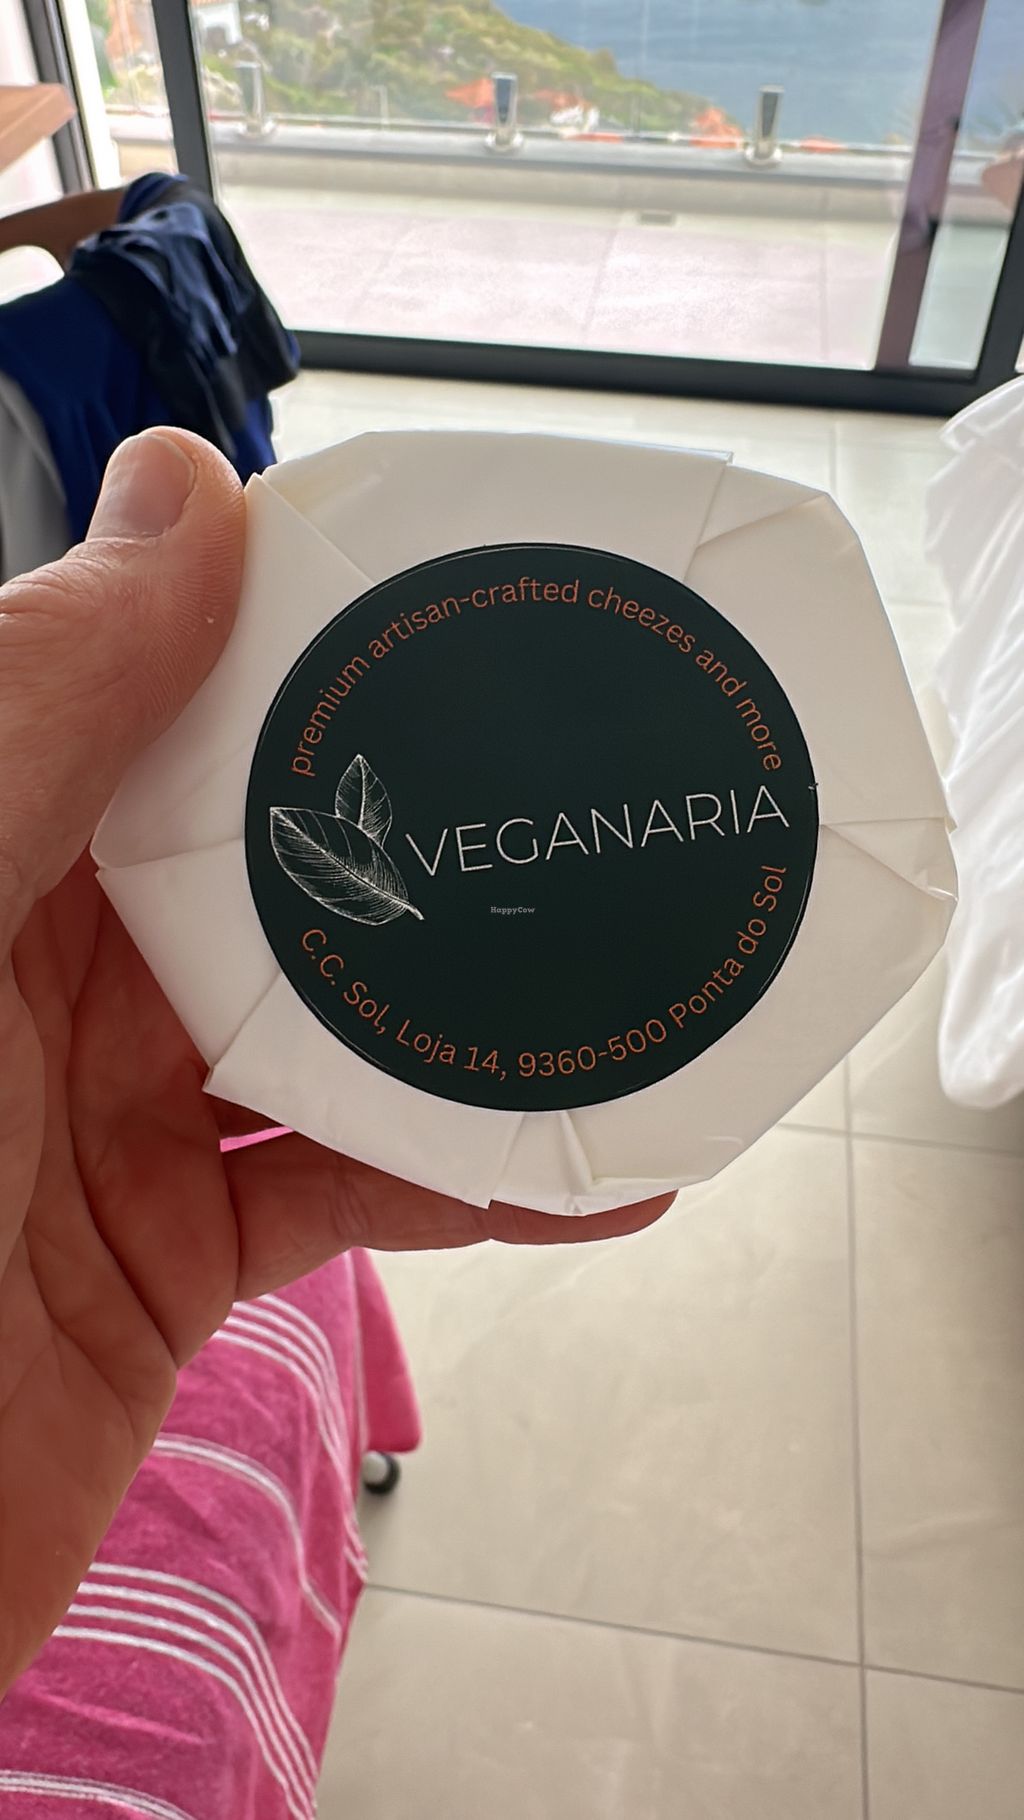 premium artisan-crafted cheezes and more
VEGANARIA
HappyCow
C.C. Sol, Loja 14, 9360-500 Ponta do Sol